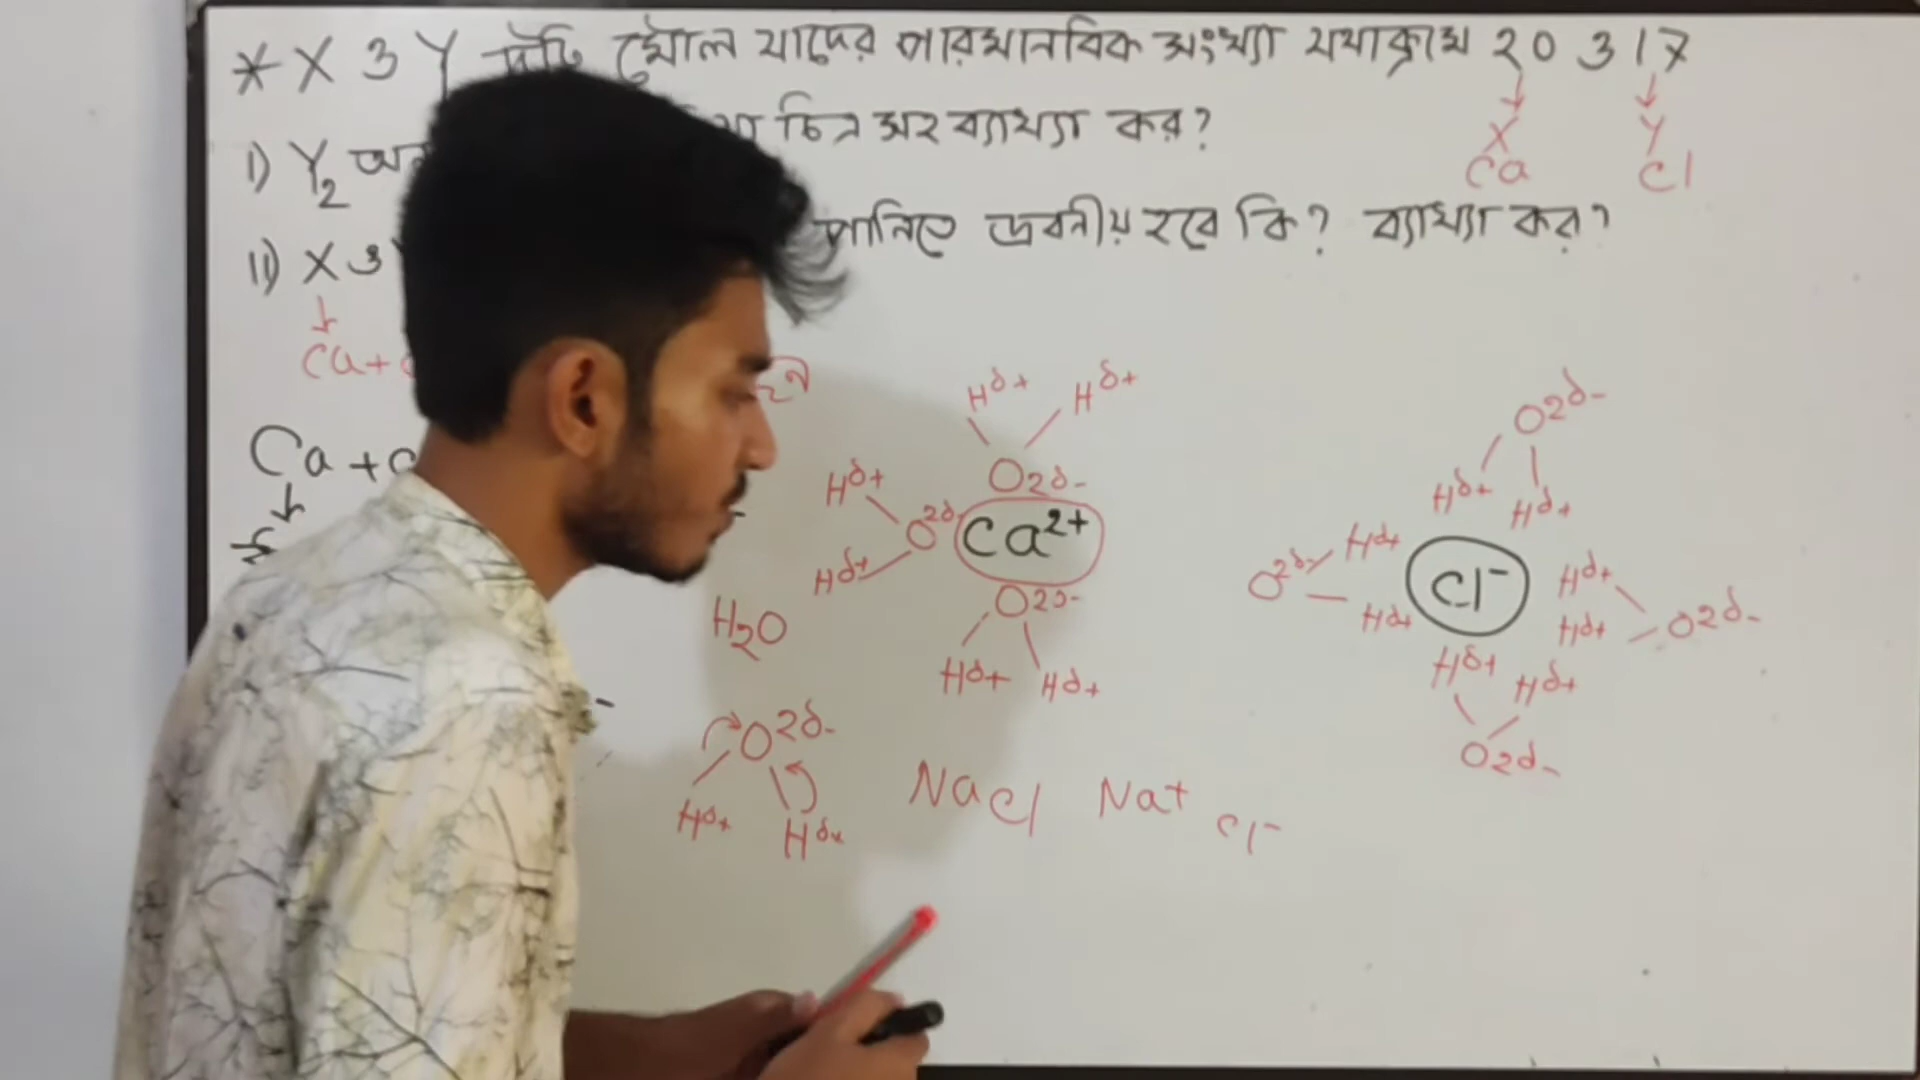 * X ও Y দুটি মৌল যাদের পারমানবিক সংখ্যা যথাক্রমে ২০ ও ১৭
X Y
Ca Cl
i) Y2 চিত্র সহ ব্যাখ্যা কর?
ii) X ও পানিতে দ্রবনীয় হবে কি? ব্যাখ্যা কর?
Ca+
Ca +
Hδ+ Hδ+
O2δ-
Hδ+
O2δ-
Hδ+
Ca2+
O2δ-
Hδ+ Hδ+
O2δ-
Hδ+ Hδ+
O2δ- Hδ+
Hδ+
Cl-
Hδ+
Hδ+ O2δ-
Hδ+ Hδ+
O2δ-
H2O
O2δ-
Hδ+ Hδ+
NaCl Na+ Cl-